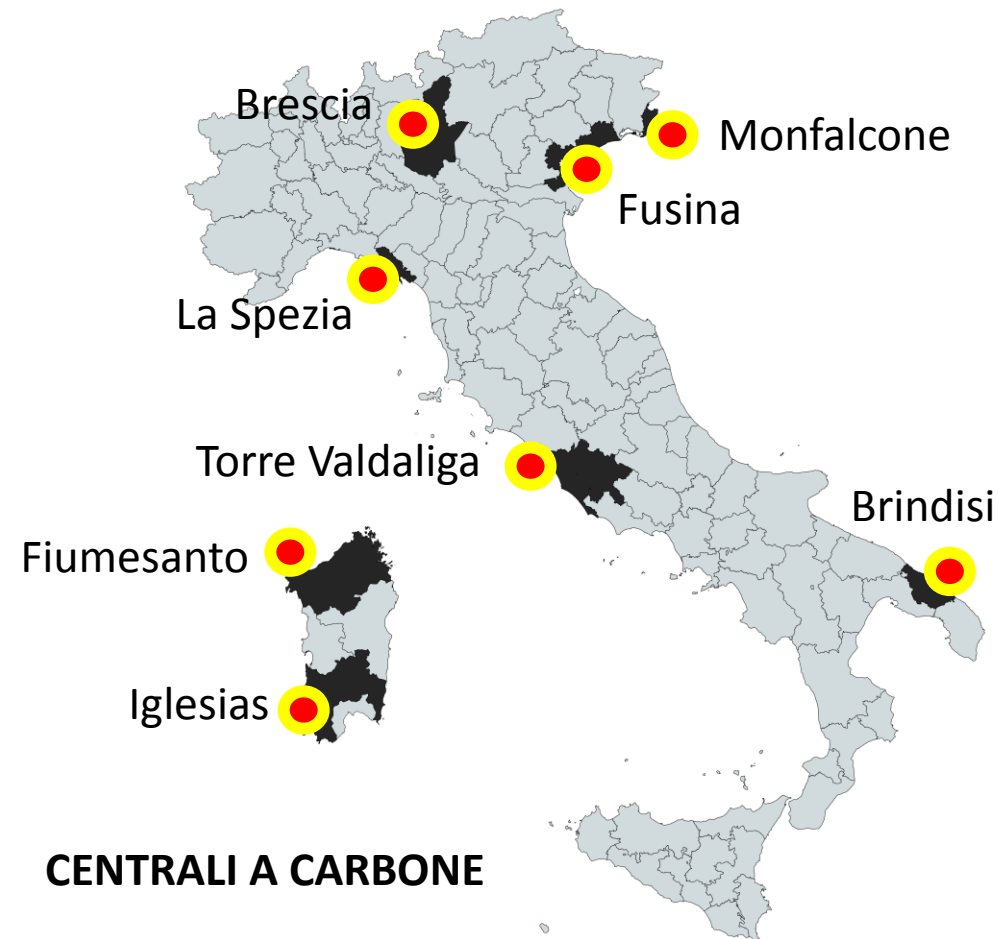 Brescia
Monfalcone
Fusina
La Spezia
Torre Valdaliga
Brindisi
Fiumesanto
Iglesias
CENTRALI A CARBONE